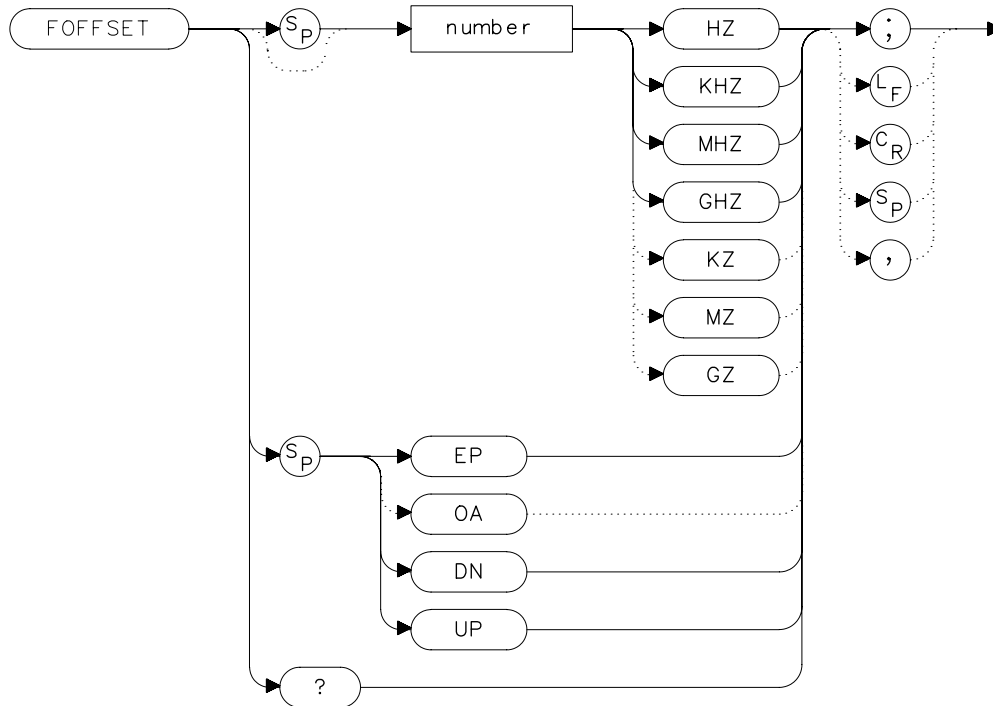 FOFFSET SP number HZ ;
KHZ LF
MHZ CR
GHZ SP
KZ ,
MZ
GZ
SP EP
OA
DN
UP
?